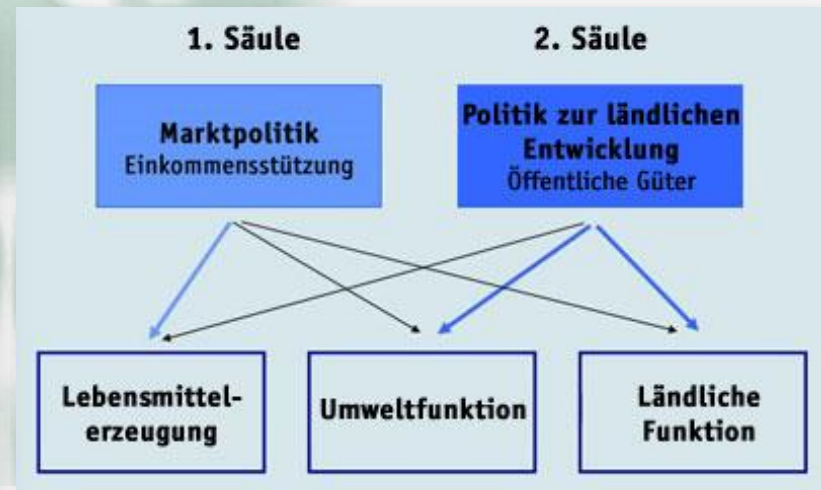 1. Säule
2. Säule
Marktpolitik
Einkommensstützung
Politik zur ländlichen
Entwicklung
Öffentliche Güter
Lebensmittel-
erzeugung
Umweltfunktion
Ländliche
Funktion